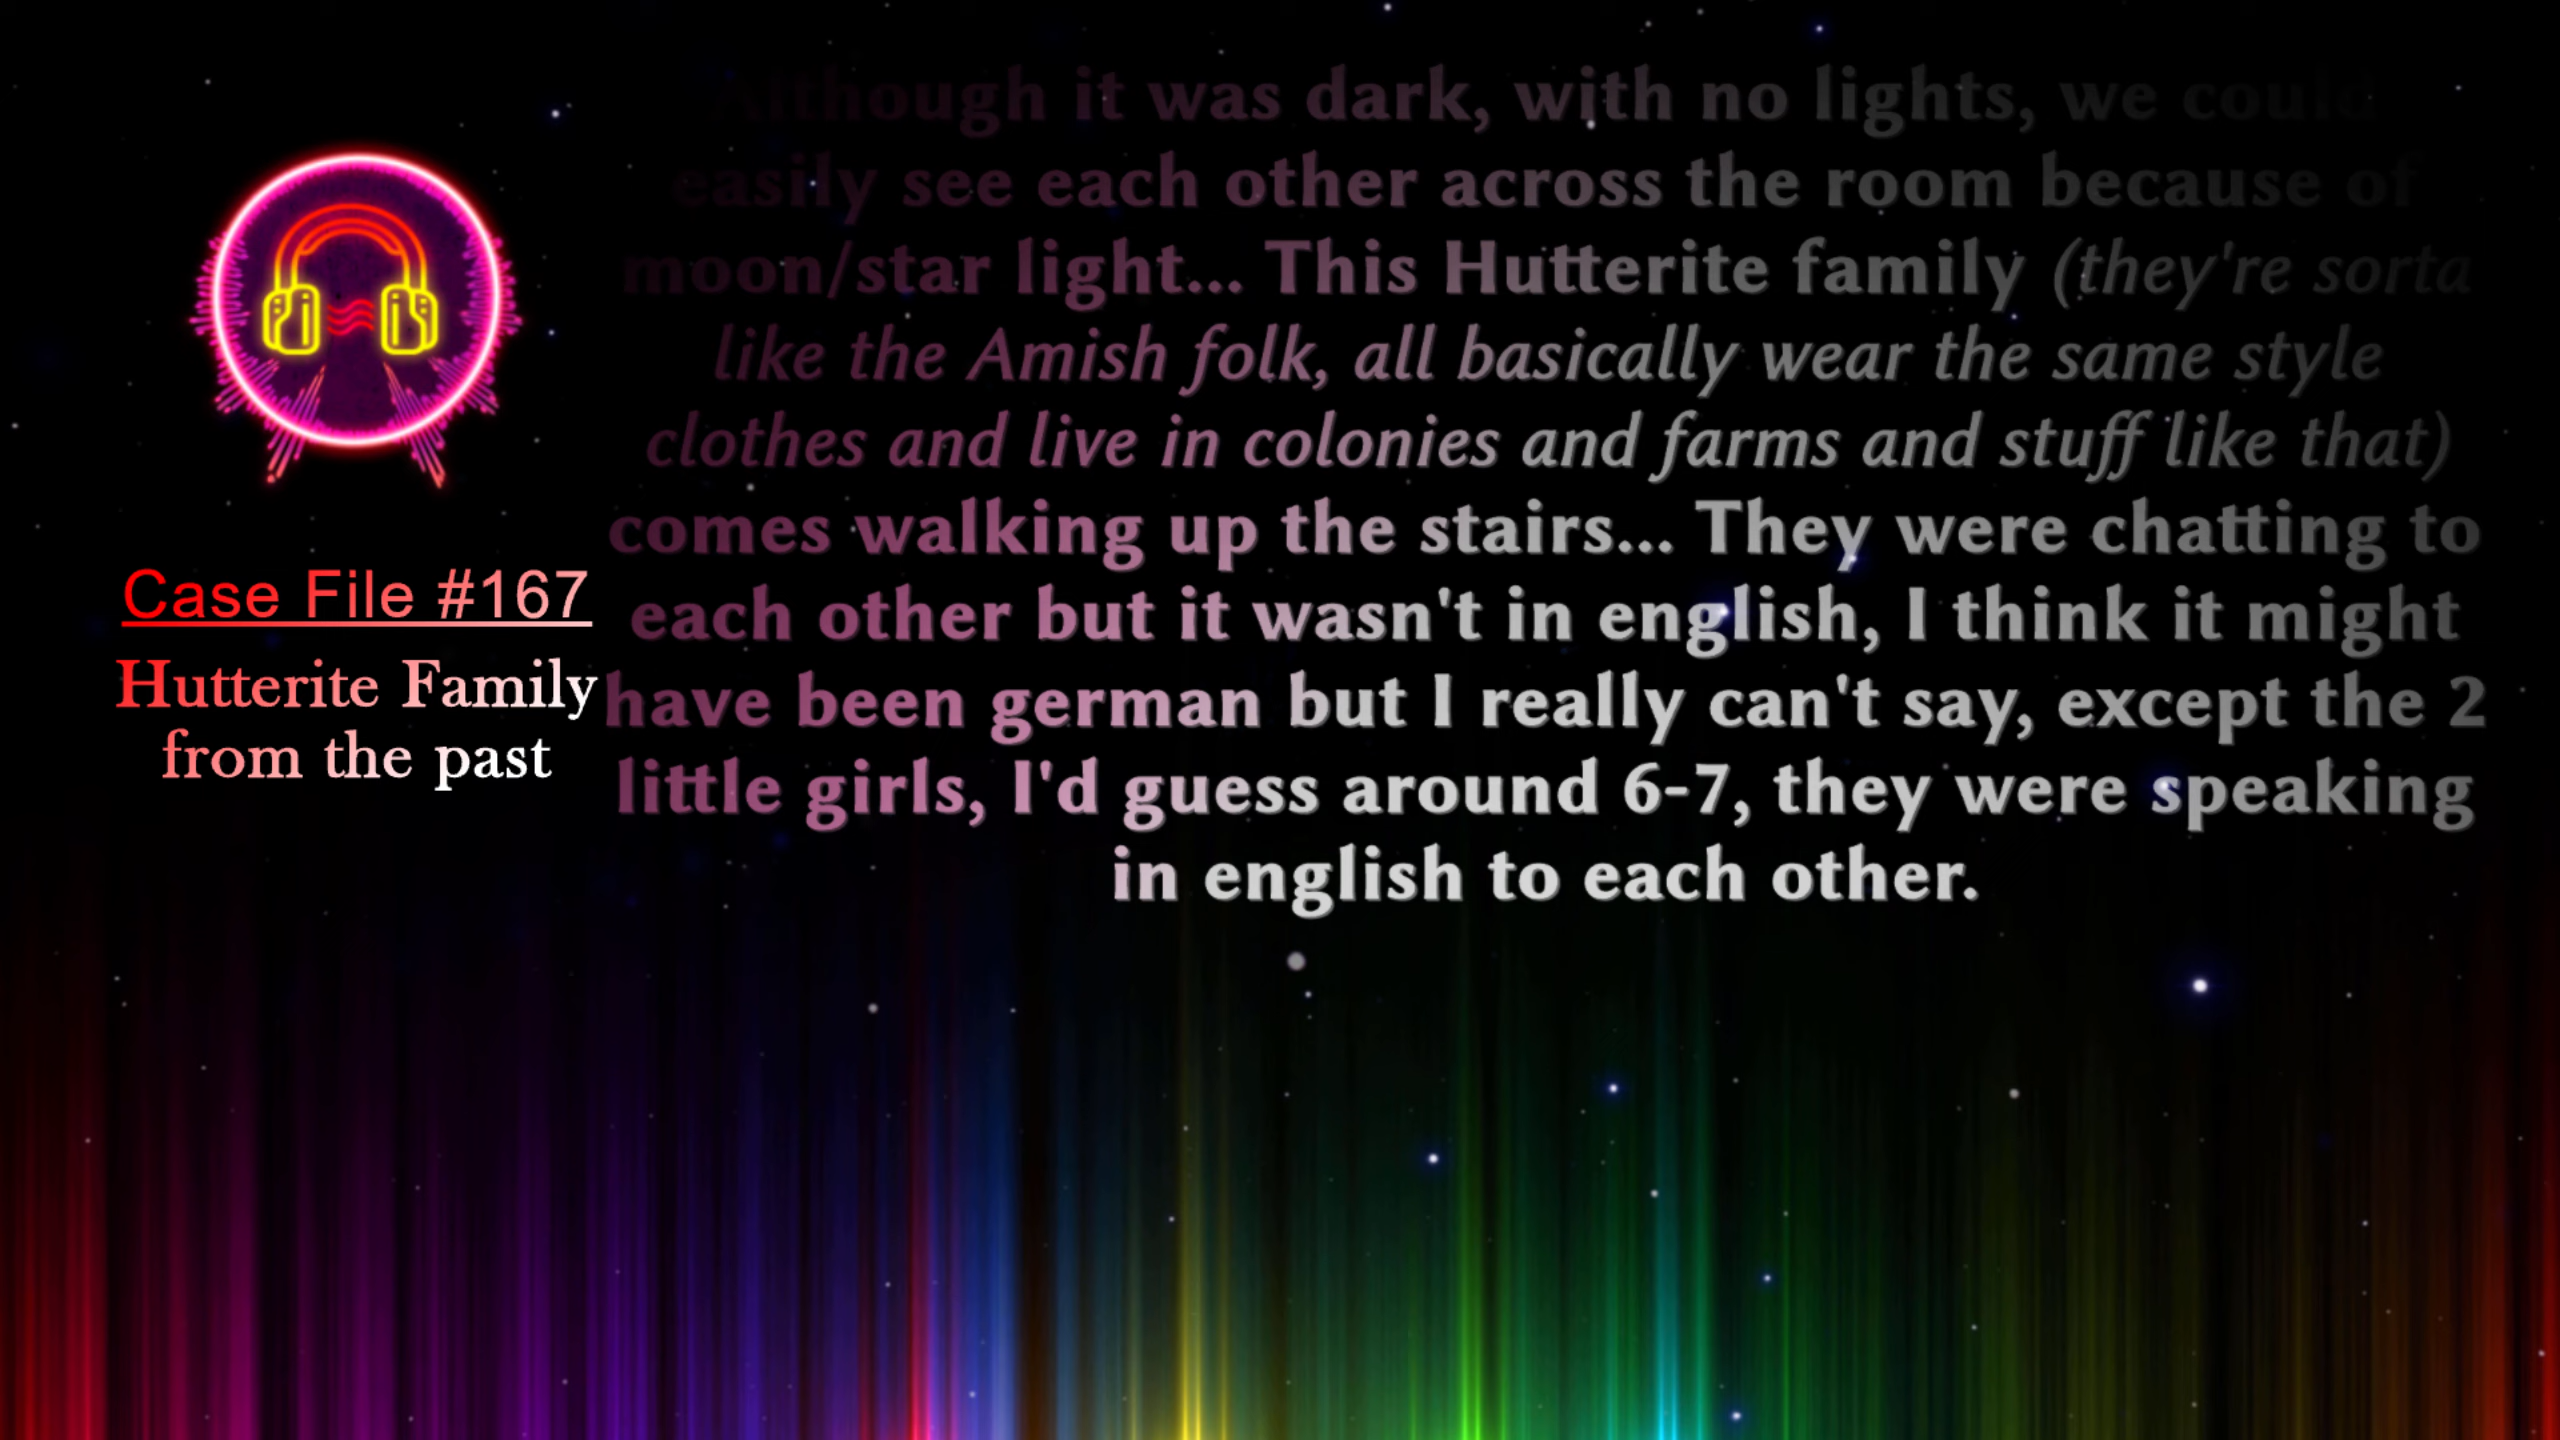 Although it was dark, with no lights, we could
easily see each other across the room because of
moon/star light... This Hutterite family (they're sorta
like the Amish folk, all basically wear the same style
clothes and live in colonies and farms and stuff like that)
comes walking up the stairs... They were chatting to
each other but it wasn't in english, I think it might
have been german but I really can't say, except the 2
little girls, I'd guess around 6-7, they were speaking
in english to each other.
Case File #167
Hutterite Family
from the past